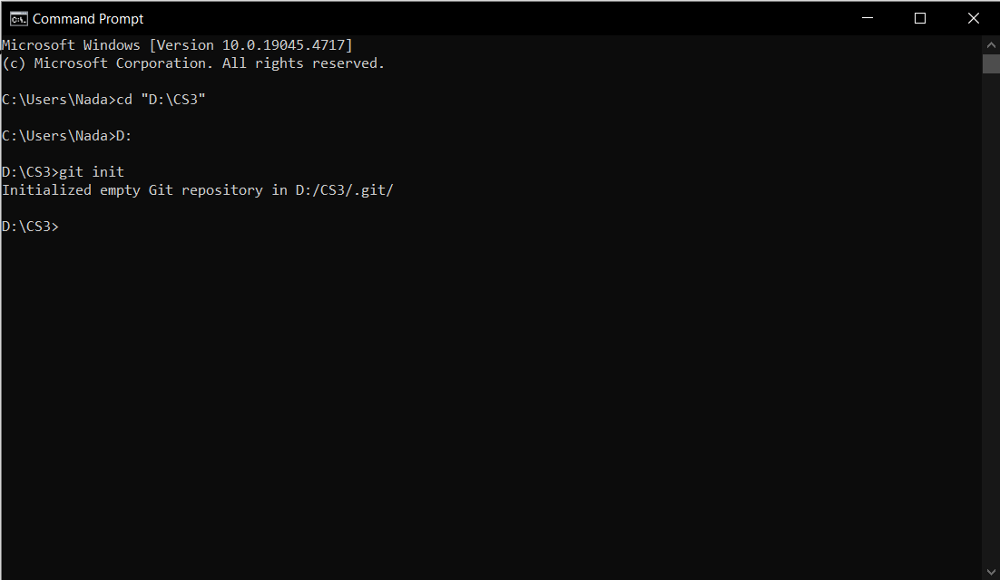 Command Prompt
Microsoft Windows [Version 10.0.19045.4717]
(c) Microsoft Corporation. All rights reserved.
C:\Users\Nada>cd "D:\CS3"
C:\Users\Nada>D:
D:\CS3>git init
Initialized empty Git repository in D:/CS3/.git/
D:\CS3>